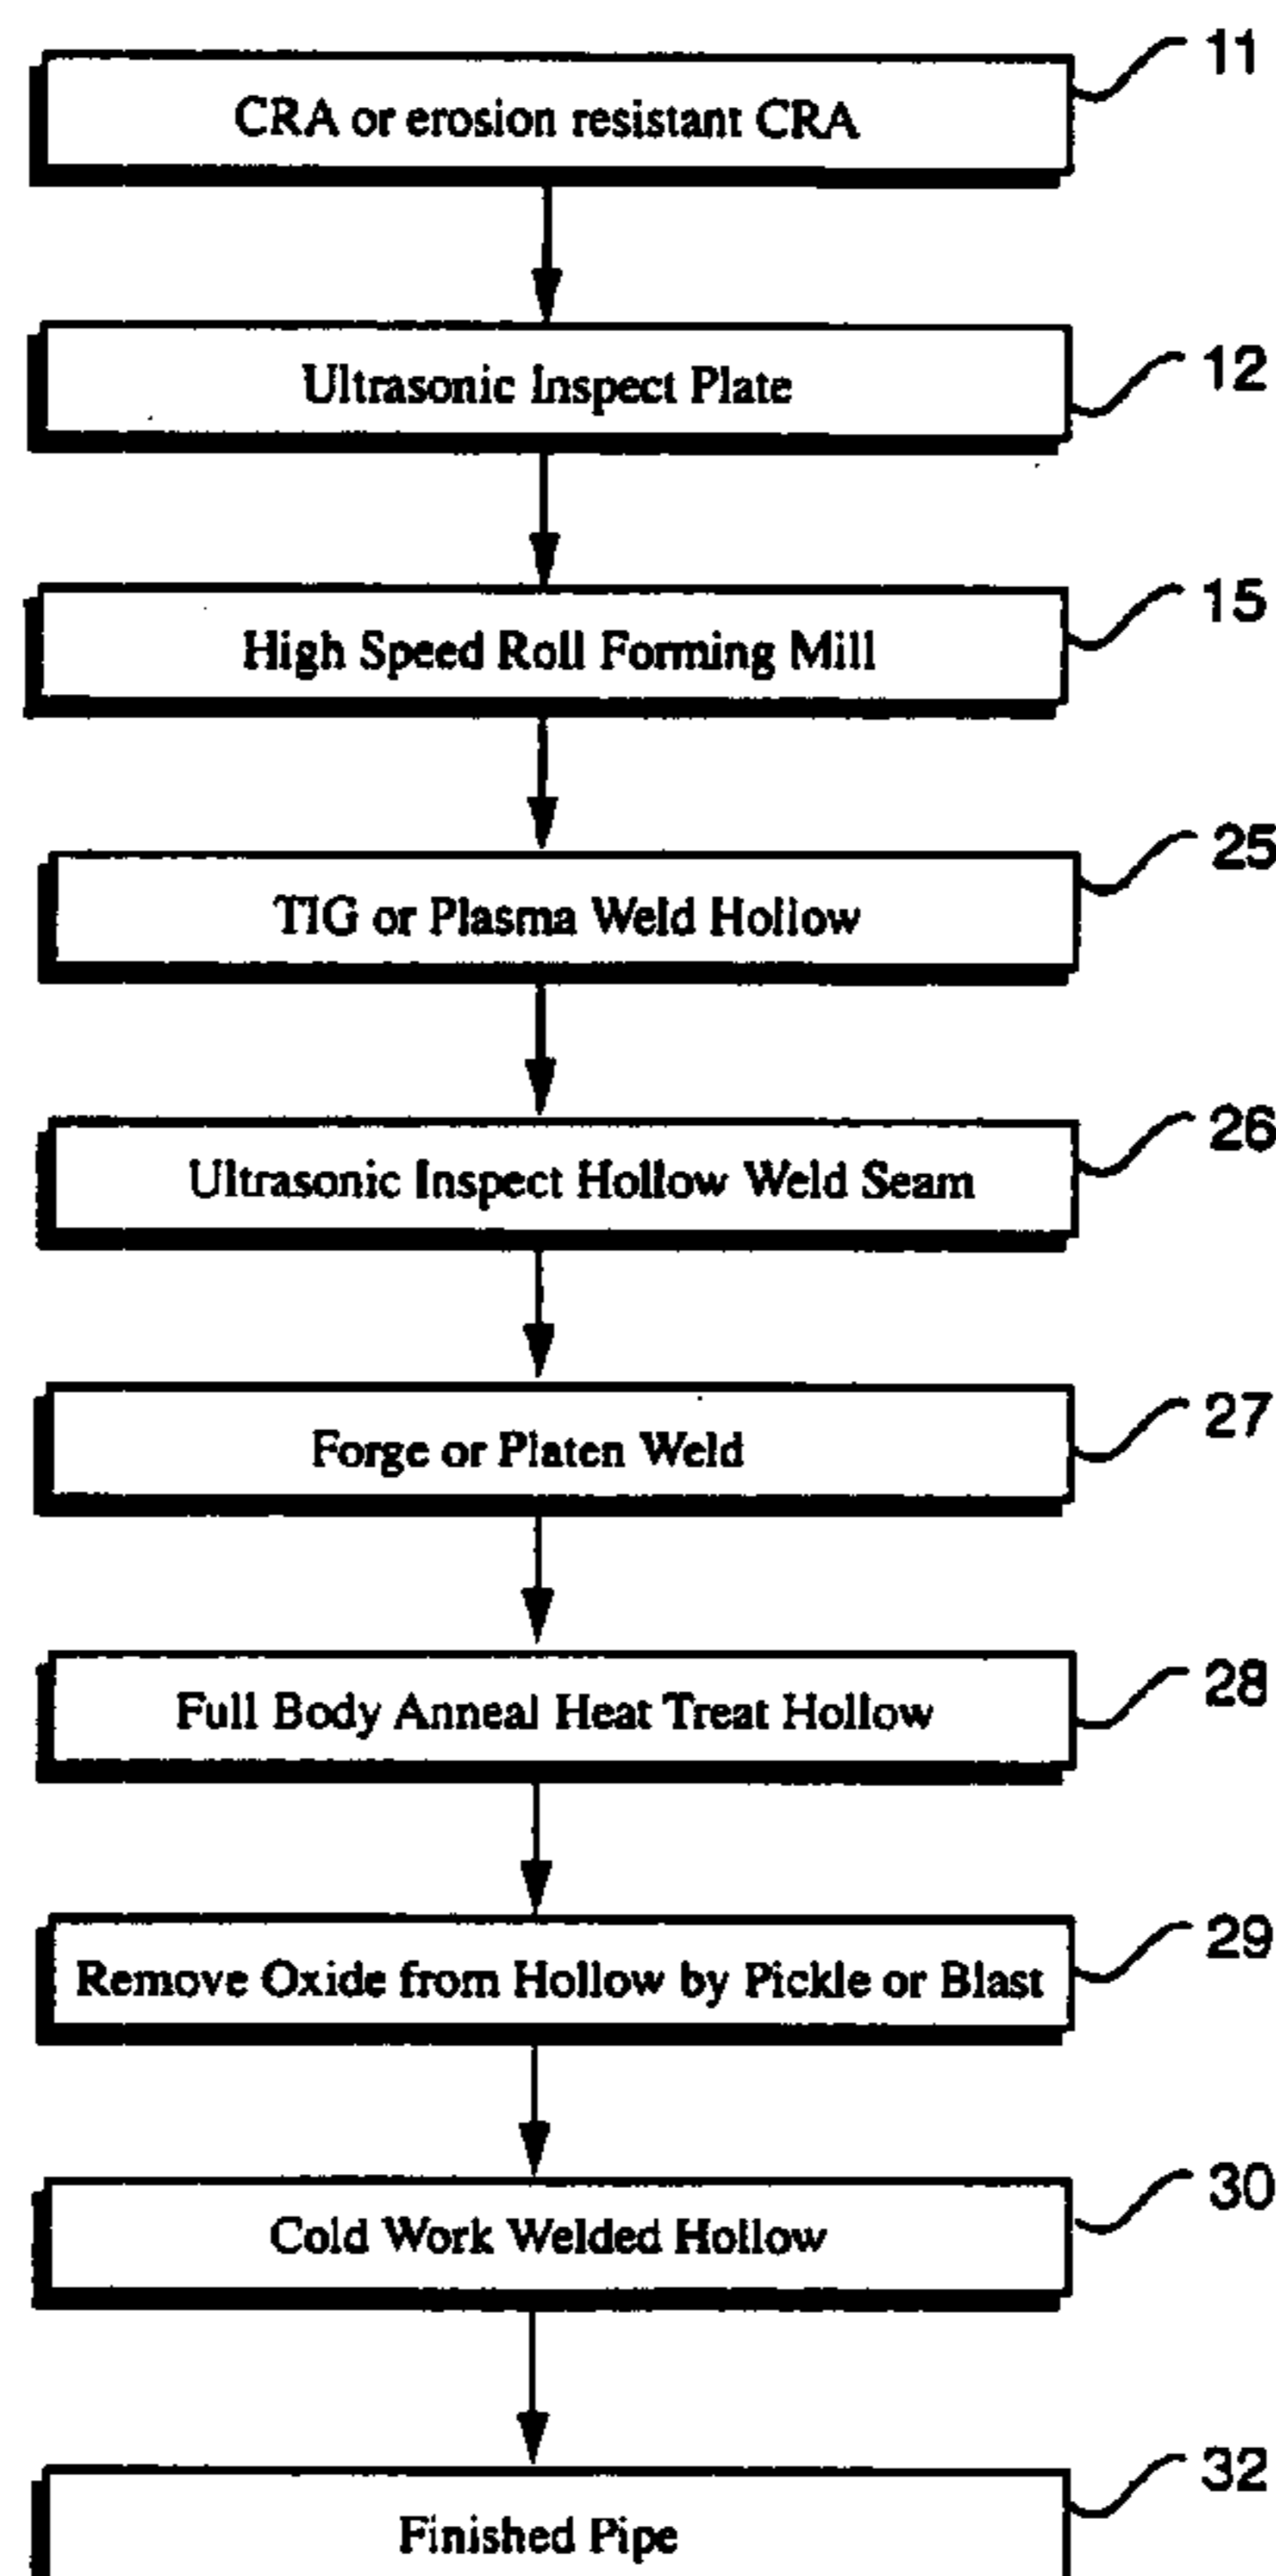 CRA or erosion resistant CRA 11
Ultrasonic Inspect Plate 12
High Speed Roll Forming Mill 15
TIG or Plasma Weld Hollow 25
Ultrasonic Inspect Hollow Weld Seam 26
Forge or Platen Weld 27
Full Body Anneal Heat Treat Hollow 28
Remove Oxide from Hollow by Pickle or Blast 29
Cold Work Welded Hollow 30
Finished Pipe 32